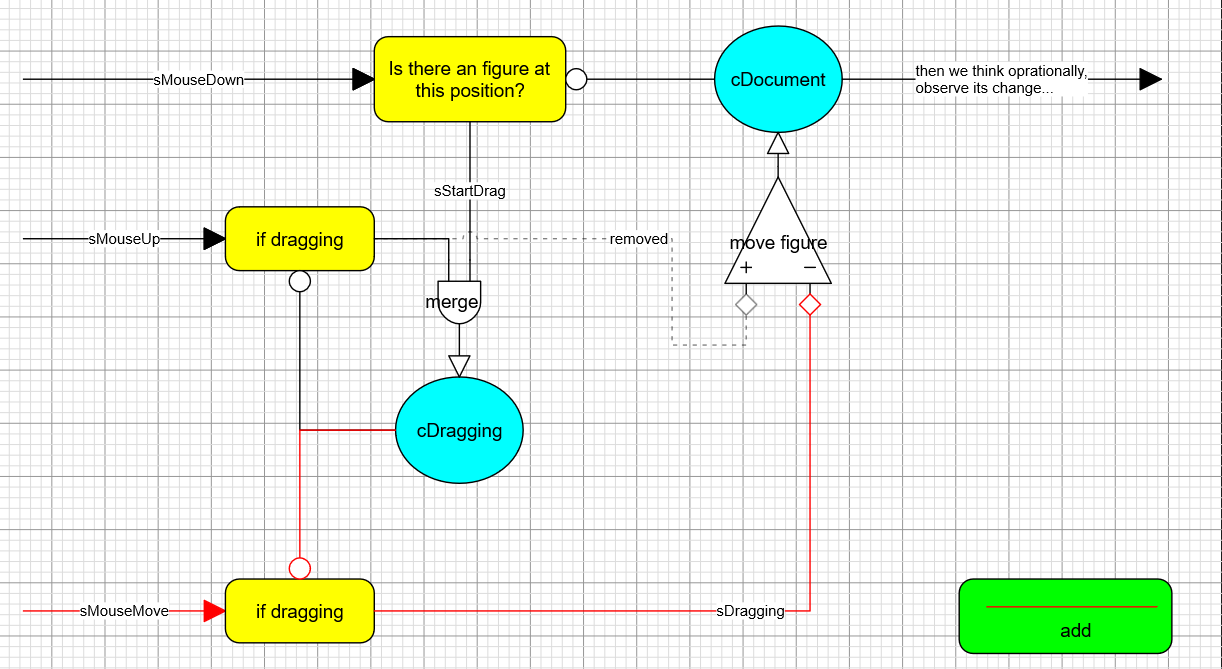 sMouseDown
Is there an figure at
this position?
cDocument
then we think oprationally,
observe its change...
sStartDrag
sMouseUp
if dragging
removed
move figure
+ −
merge
cDragging
sMouseMove
if dragging
sDragging
add